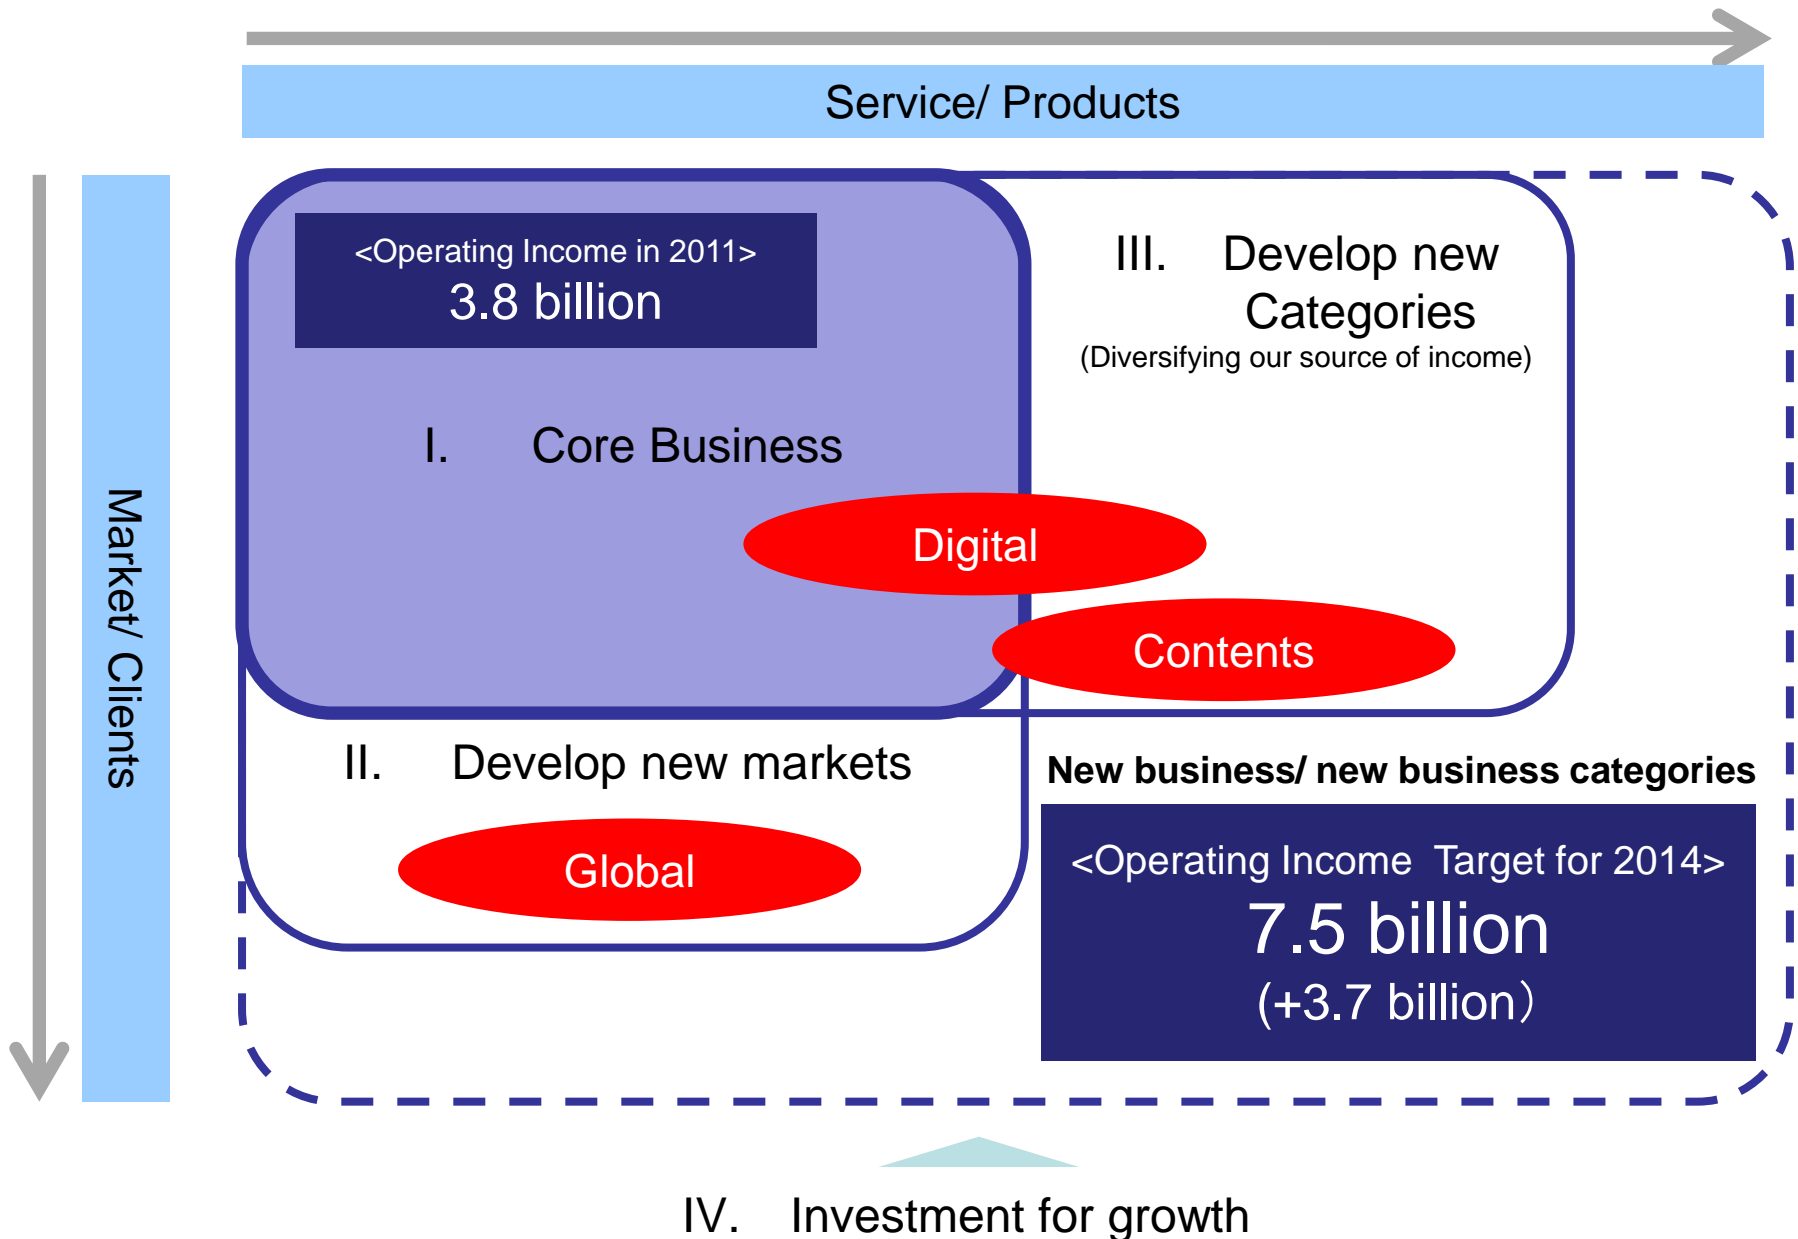 Service/ Products
Market/ Clients
<Operating Income in 2011>
3.8 billion
I. Core Business
III. Develop new
Categories
(Diversifying our source of income)
Digital
Contents
II. Develop new markets
Global
New business/ new business categories
<Operating Income Target for 2014>
7.5 billion
(+3.7 billion）
IV. Investment for growth